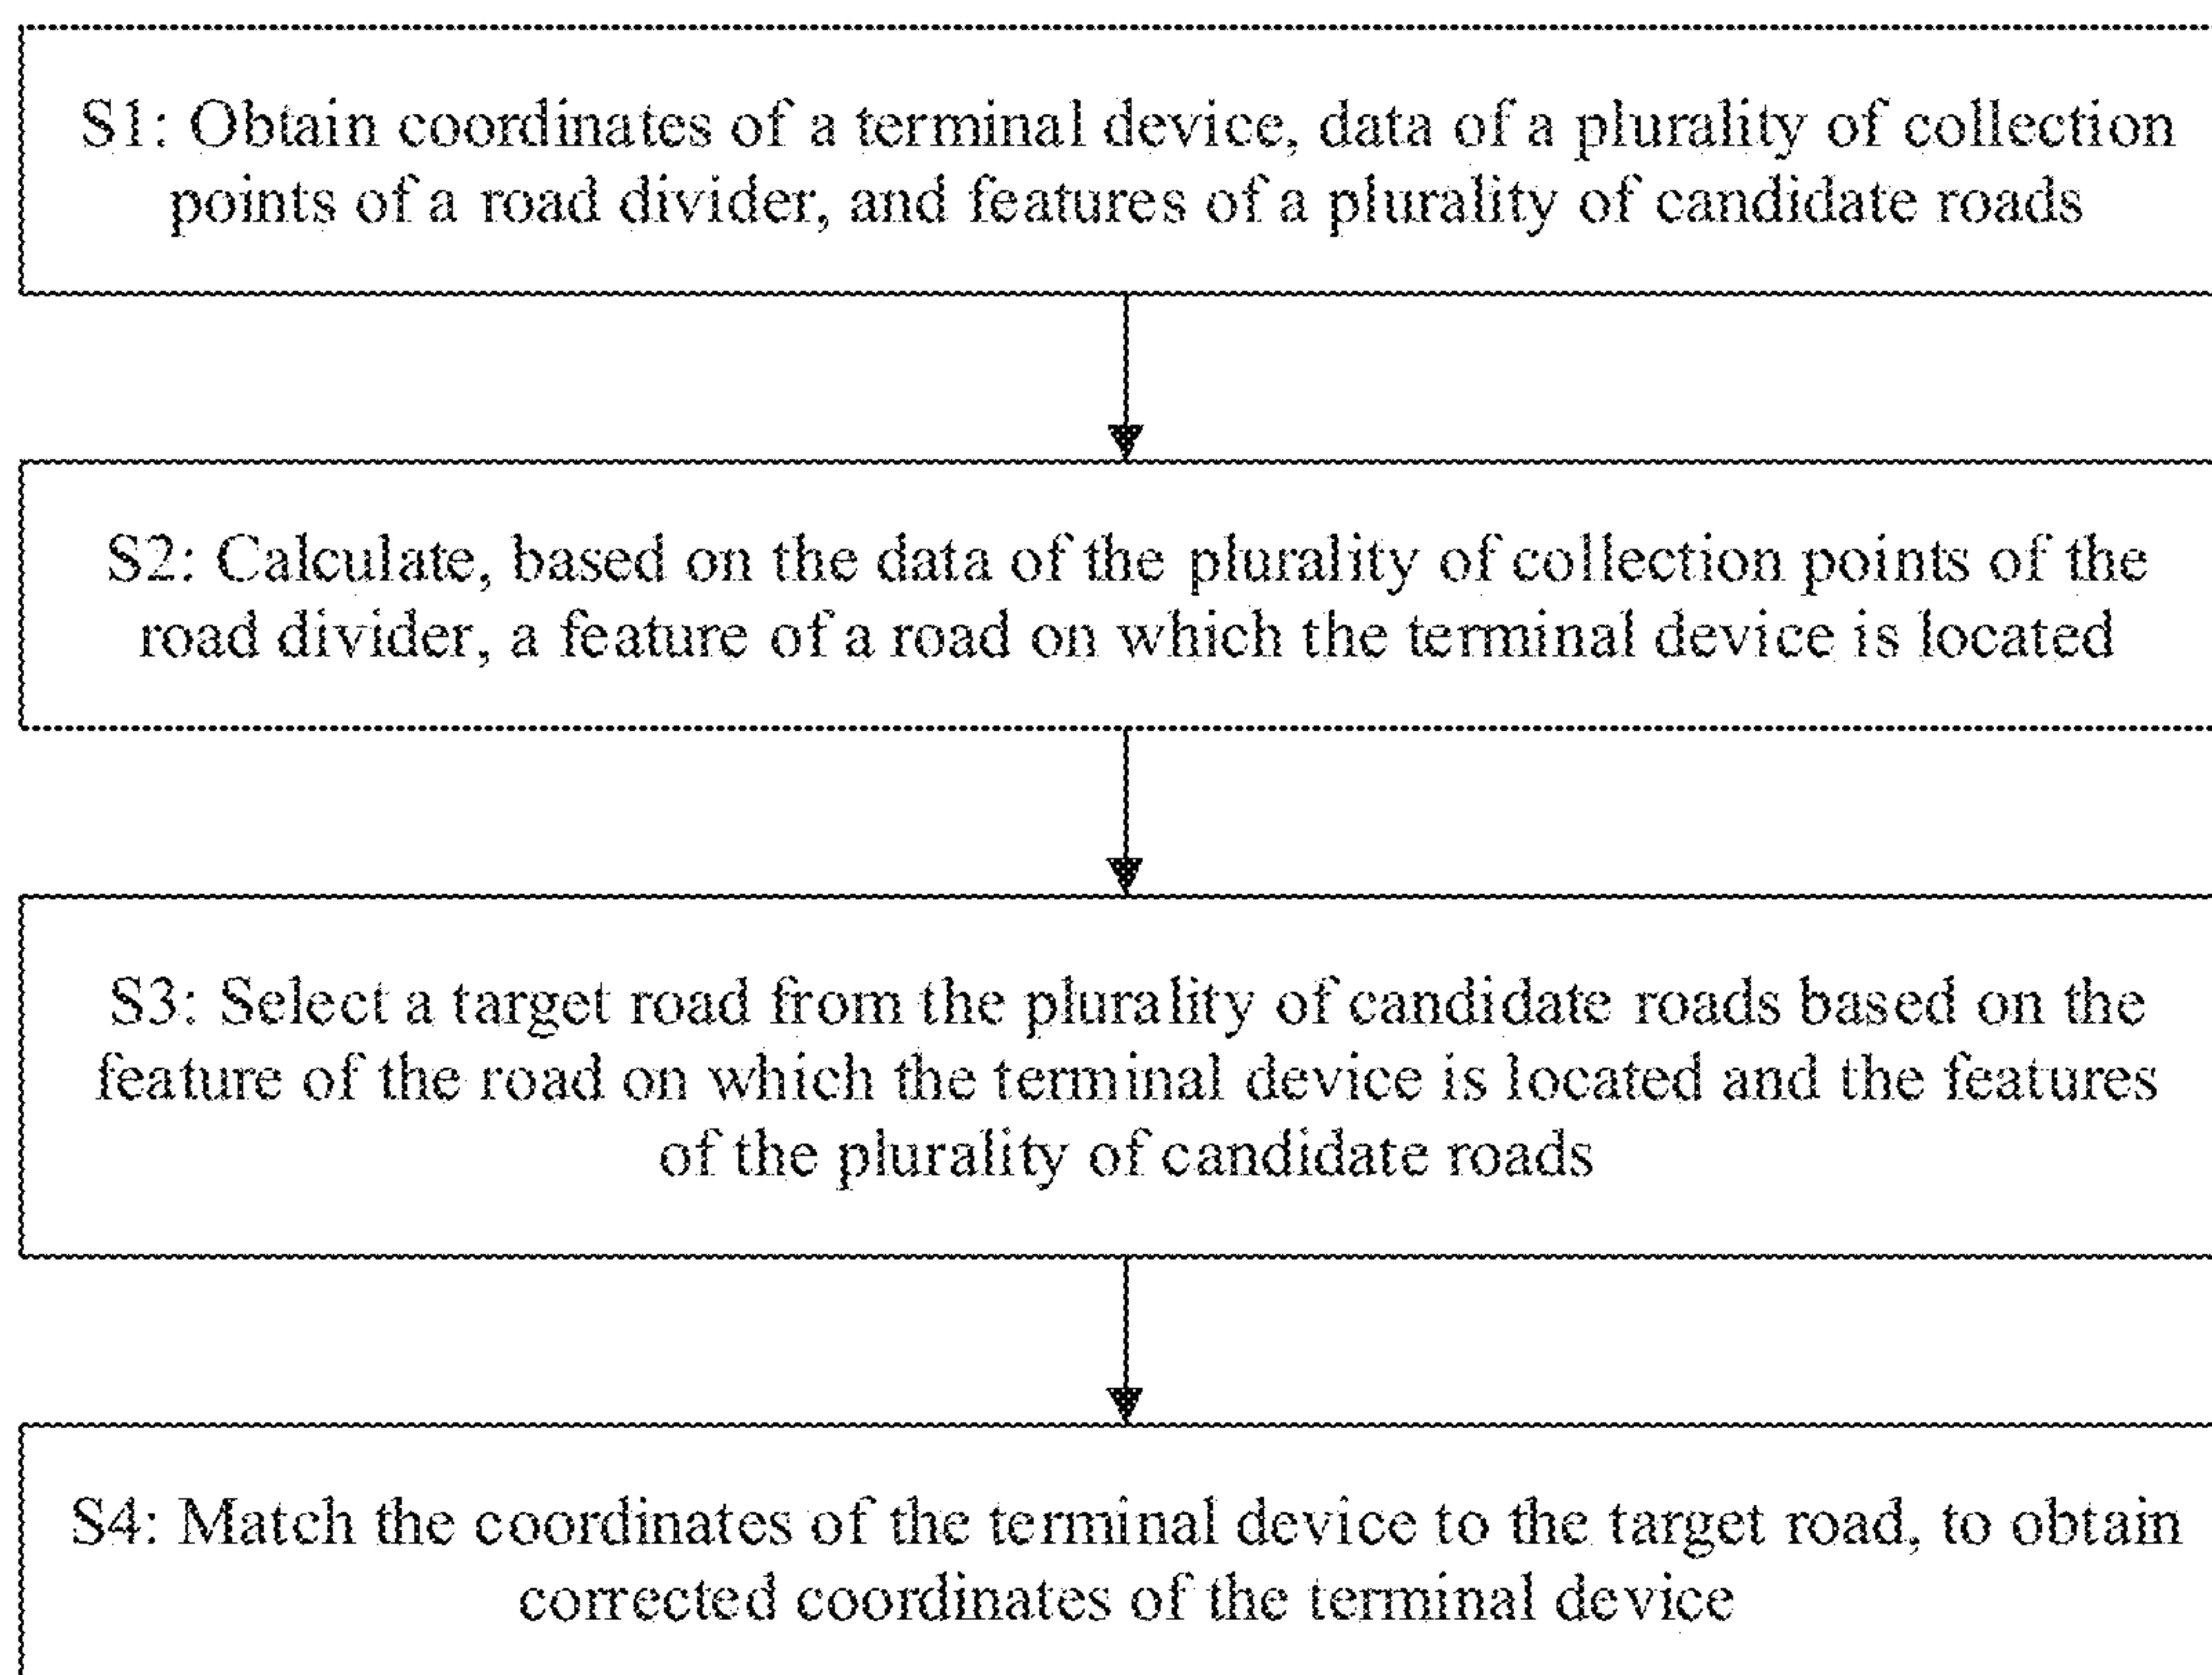 S1: Obtain coordinates of a terminal device, data of a plurality of collection
points of a road divider, and features of a plurality of candidate roads
S2: Calculate, based on the data of the plurality of collection points of the
road divider, a feature of a road on which the terminal device is located
S3: Select a target road from the plurality of candidate roads based on the
feature of the road on which the terminal device is located and the features
of the plurality of candidate roads
S4: Match the coordinates of the terminal device to the target road, to obtain
corrected coordinates of the terminal device